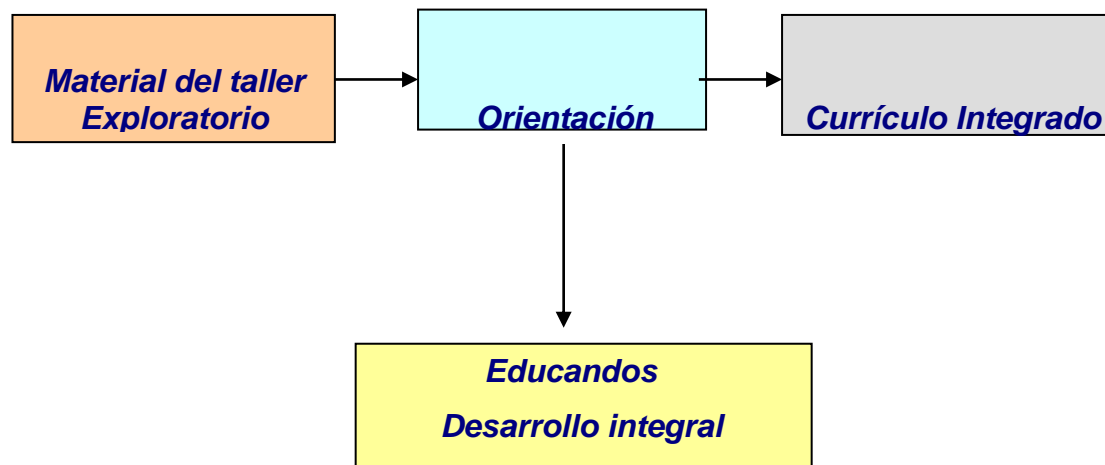 Material del taller
Exploratorio
Orientación
Currículo Integrado
Educandos
Desarrollo integral